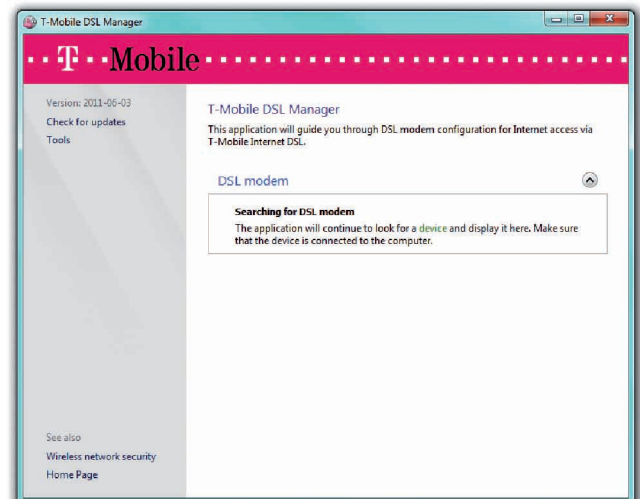 T-Mobile DSL Manager
T Mobile
Version: 2011-06-03
Check for updates
Tools
T-Mobile DSL Manager
This application will guide you through DSL modem configuration for Internet access via
T-Mobile Internet DSL.
DSL modem
Searching for DSL modem
The application will continue to look for a device and display it here. Make sure
that the device is connected to the computer.
See also
Wireless network security
Home Page